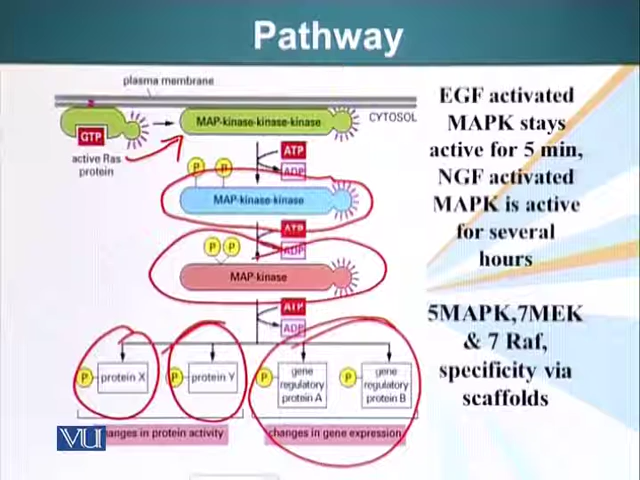 Pathway
plasma membrane
CYTOSOL
GTP
active Ras
protein
MAP-kinase-kinase-kinase
ATP
ADP
P
P
MAP-kinase-kinase
ATP
ADP
P
P
MAP-kinase
ATP
ADP
P
protein X
P
protein Y
P
gene
regulatory
protein A
P
gene
regulatory
protein B
VU
hanges in protein activity
changes in gene expression
EGF activated
MAPK stays
active for 5 min,
NGF activated
MAPK is active
for several
hours
5MAPK,7MEK
& 7 Raf,
specificity via
scaffolds